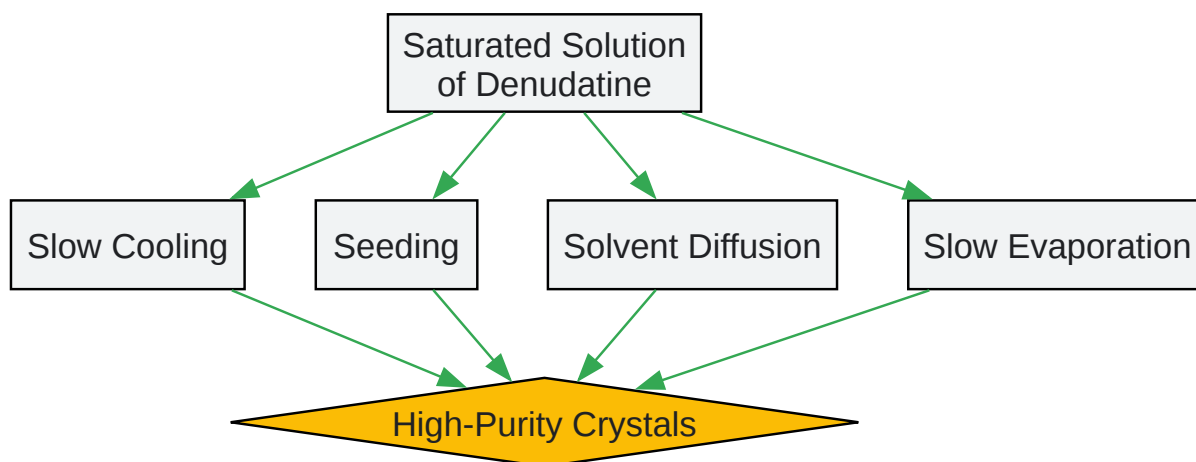 Saturated Solution
of Denudatine
Slow Cooling
Seeding
Solvent Diffusion
Slow Evaporation
High-Purity Crystals